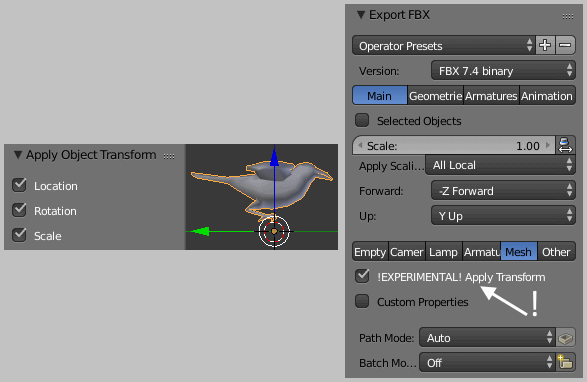 Apply Object Transform
Location
Rotation
Scale
Export FBX
Operator Presets
Version: FBX 7.4 binary
Main Geometrie Armatures Animation
Selected Objects
Scale: 1.00
Apply Scali... All Local
Forward: -Z Forward
Up: Y Up
Empty Camer Lamp Armatu Mesh Other
!EXPERIMENTAL! Apply Transform
!
Custom Properties
Path Mode: Auto
Batch Mo... Off